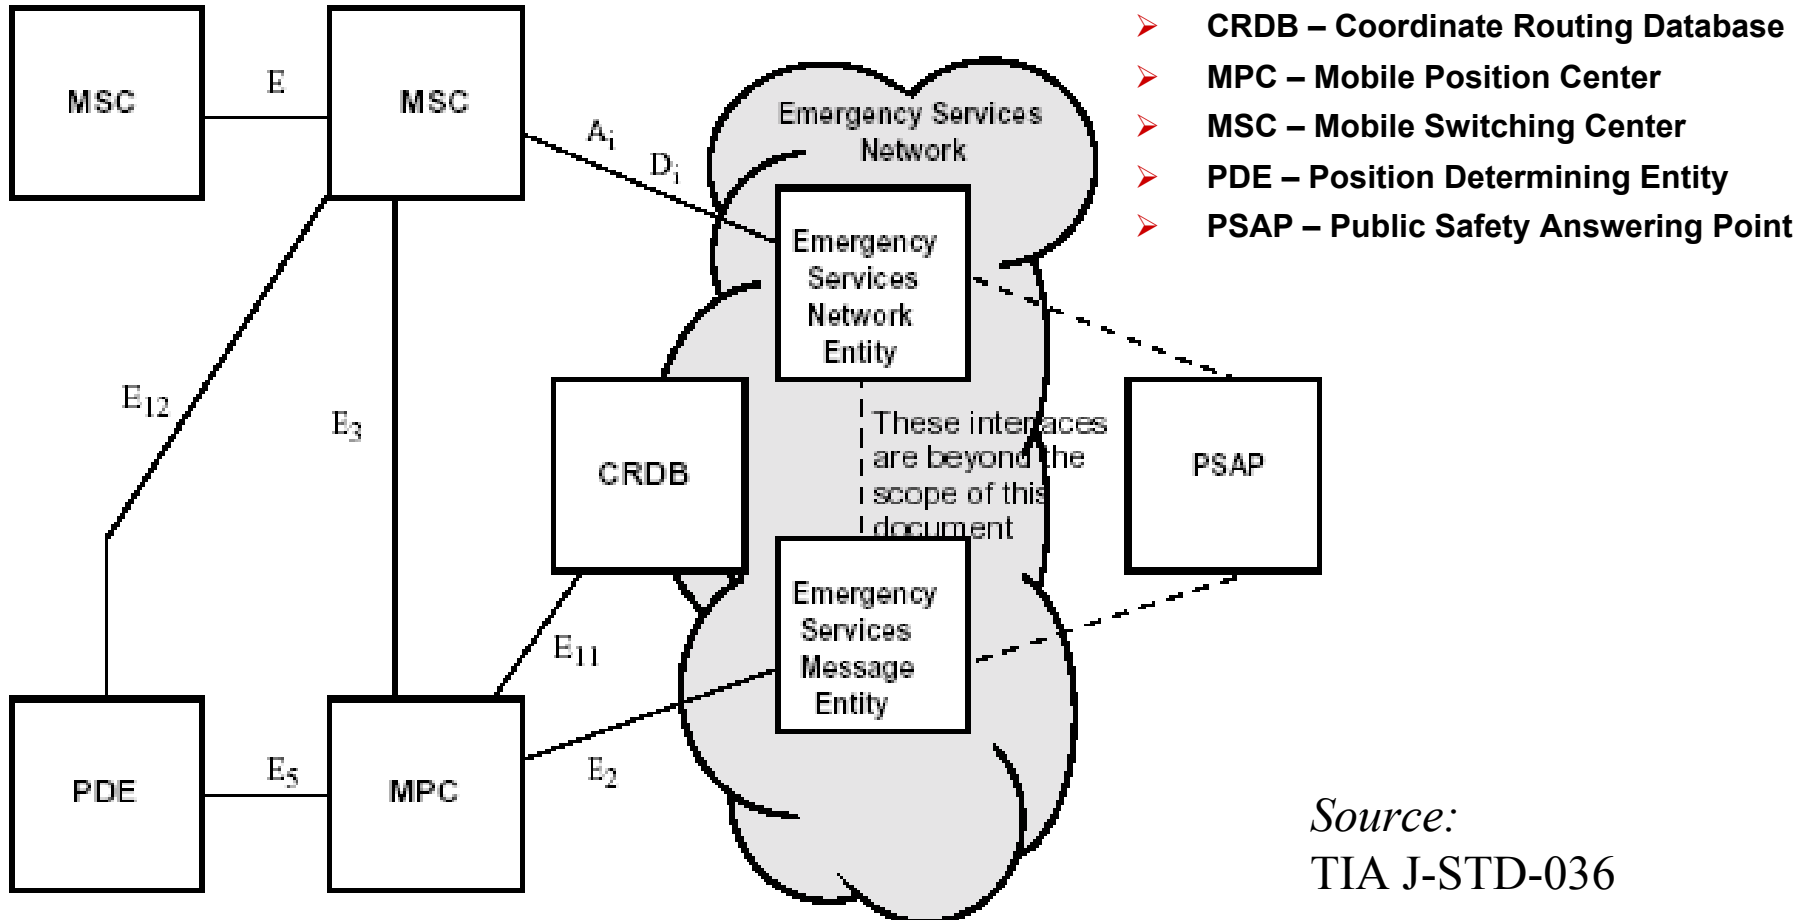 MSC
E
MSC
Ai
Di
Emergency Services
Network
➢ CRDB – Coordinate Routing Database
➢ MPC – Mobile Position Center
➢ MSC – Mobile Switching Center
➢ PDE – Position Determining Entity
➢ PSAP – Public Safety Answering Point
Emergency
Services
Network
Entity
E12
E3
CRDB
These interfaces
are beyond the
scope of this
document
PSAP
E11
Emergency
Services
Message
Entity
PDE
E5
MPC
E2
Source:
TIA J-STD-036